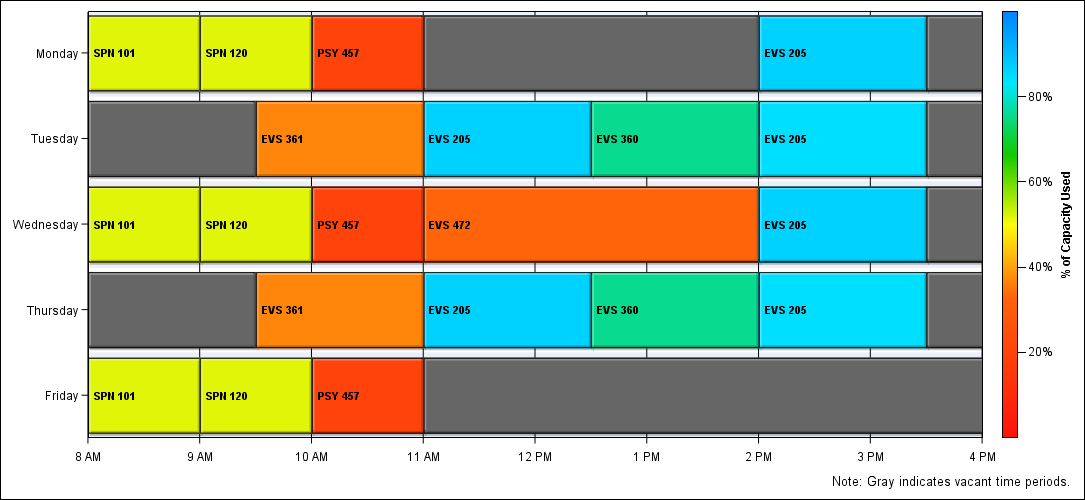 Monday
SPN 101
SPN 120
PSY 457
EVS 205
Tuesday
EVS 361
EVS 205
EVS 360
EVS 205
Wednesday
SPN 101
SPN 120
PSY 457
EVS 472
EVS 205
Thursday
EVS 361
EVS 205
EVS 360
EVS 205
Friday
SPN 101
SPN 120
PSY 457
8 AM
9 AM
10 AM
11 AM
12 PM
1 PM
2 PM
3 PM
4 PM
80%
60%
40%
20%
% of Capacity Used
Note: Gray indicates vacant time periods.